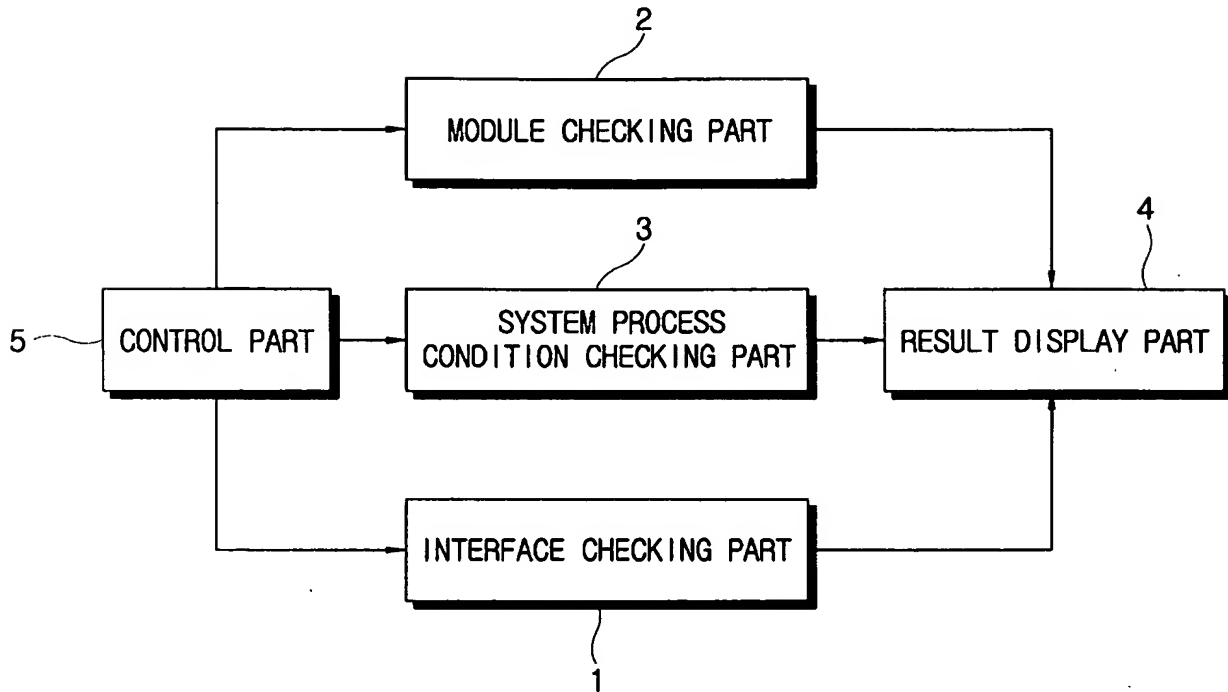 2
MODULE CHECKING PART
3
4
5
CONTROL PART
SYSTEM PROCESS
CONDITION CHECKING PART
RESULT DISPLAY PART
INTERFACE CHECKING PART
1